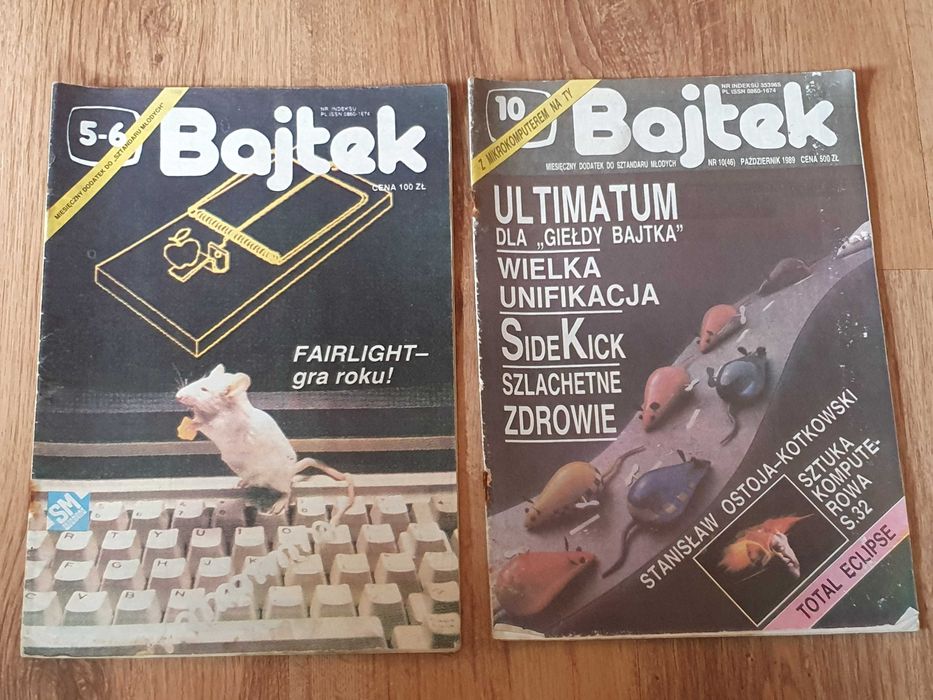 5-6
MIESIĘCZNY DODATEK DO „SZTANDARU MŁODYCH"
Bajtek
NR INDEKSU
PL ISSN 0860-1674
CENA 100 ZŁ
FAIRLIGHT–
gra roku!
SM
R T Y U I O
F G H J K
V B N
10
Z MIKROKOMPUTEREM NA TY
Bajtek
NR INDEKSU 353965
PL ISSN 0860-1674
MIESIĘCZNY DODATEK DO SZTANDARU MŁODYCH NR 10(46) PAŹDZIERNIK 1989 CENA 500 ZŁ
ULTIMATUM
DLA „GIEŁDY BAJTKA"
WIELKA
UNIFIKACJA
SIDEKICK
SZLACHETNE
ZDROWIE
STANISŁAW OSTOJA–KOTKOWSKI
SZTUKA
KOMPUTE-
ROWA
S.32
TOTAL ECLIPSE